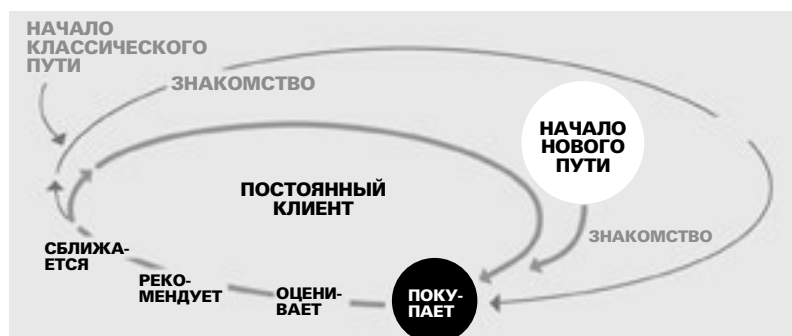 НАЧАЛО
КЛАССИЧЕСКОГО
ПУТИ
ЗНАКОМСТВО
НАЧАЛО
НОВОГО
ПУТИ
ПОСТОЯННЫЙ
КЛИЕНТ
ЗНАКОМСТВО
СБЛИЖА-
ЕТСЯ
РЕКО-
МЕНДУЕТ
ОЦЕНИ-
ВАЕТ
ПОКУ-
ПАЕТ